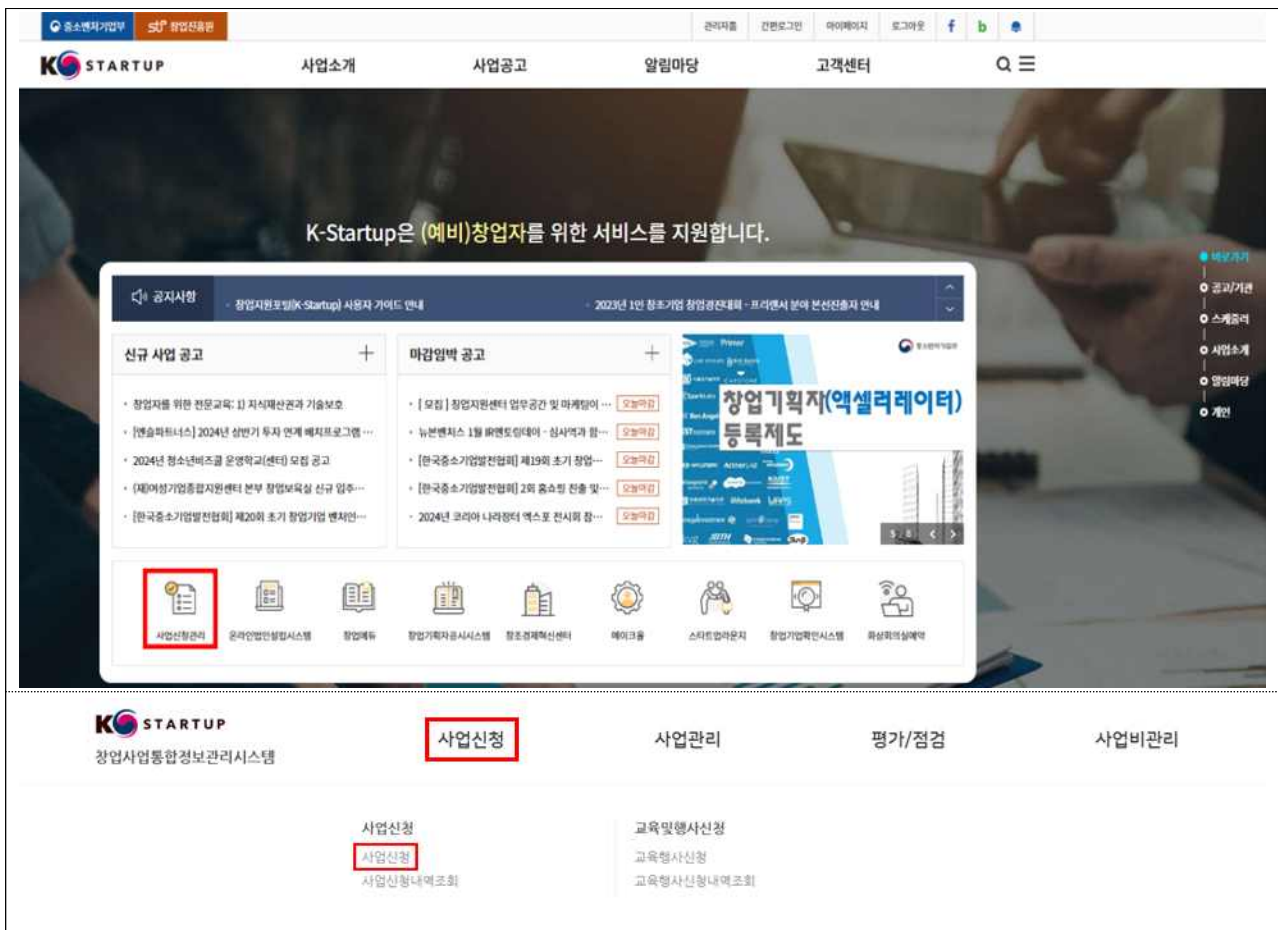 중소벤처기업부 창업진흥원 관리자홈 간편로그인 마이페이지 로그아웃
K STARTUP 사업소개 사업공고 알림마당 고객센터
K-Startup은 (예비)창업자를 위한 서비스를 지원합니다.
공지사항 · 창업지원포털(K-Startup) 사용자 가이드 안내 · 2023년 1인 창조기업 창업경진대회 - 프리랜서 분야 본선진출자 안내
신규 사업 공고
· 창업자를 위한 전문교육: 1) 지식재산권과 기술보호
· [엔슬파트너스] 2024년 상반기 투자 연계 배치프로그램 ···
· 2024년 청소년비즈쿨 운영학교(센터) 모집 공고
· (재)여성기업종합지원센터 본부 창업보육실 신규 입주···
· [한국중소기업발전협회] 제20회 초기 창업기업 벤처인···
마감임박 공고
· [ 모집 ] 창업지원센터 업무공간 및 마케팅이 ··· 오늘마감
· 뉴본벤처스 1월 IR멘토링데이 - 심사역과 함··· 오늘마감
· [한국중소기업발전협회] 제19회 초기 창업··· 오늘마감
· [한국중소기업발전협회] 2회 홈쇼핑 진출 및··· 오늘마감
· 2024년 코리아 나라장터 엑스포 전시회 참··· 오늘마감
중소벤처기업부
창업기획자(액셀러레이터)
등록제도
5 / 8
바로가기
공고/기관
스케줄러
사업소개
알림마당
개인
사업신청관리 온라인법인설립시스템 창업에듀 창업기획자공시시스템 창조경제혁신센터 메이크올 스타트업라운지 창업기업확인시스템 화상회의실예약
K STARTUP
창업사업통합정보관리시스템
사업신청 사업관리 평가/점검 사업비관리
사업신청 교육및행사신청
사업신청 교육행사신청
사업신청내역조회 교육행사신청내역조회